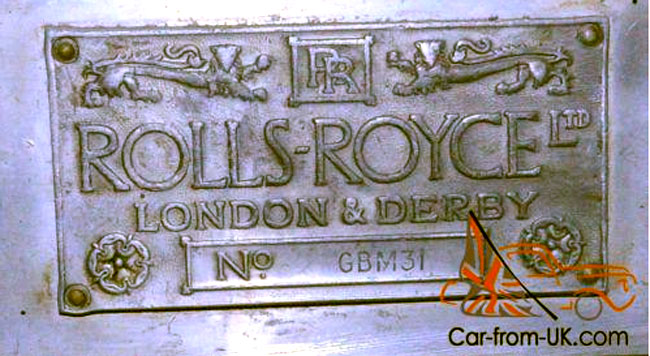 RR
ROLLS-ROYCE LTD
LONDON & DERBY
No GBM31
Car-from-UK.com